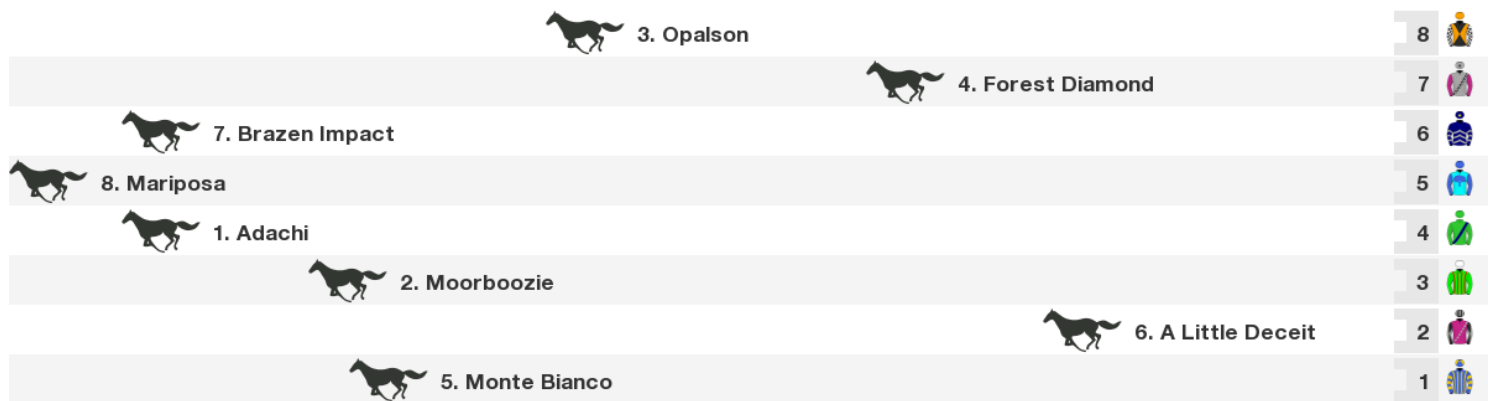 3. Opalson 8
4. Forest Diamond 7
7. Brazen Impact 6
8. Mariposa 5
1. Adachi 4
2. Moorboozie 3
6. A Little Deceit 2
5. Monte Bianco 1